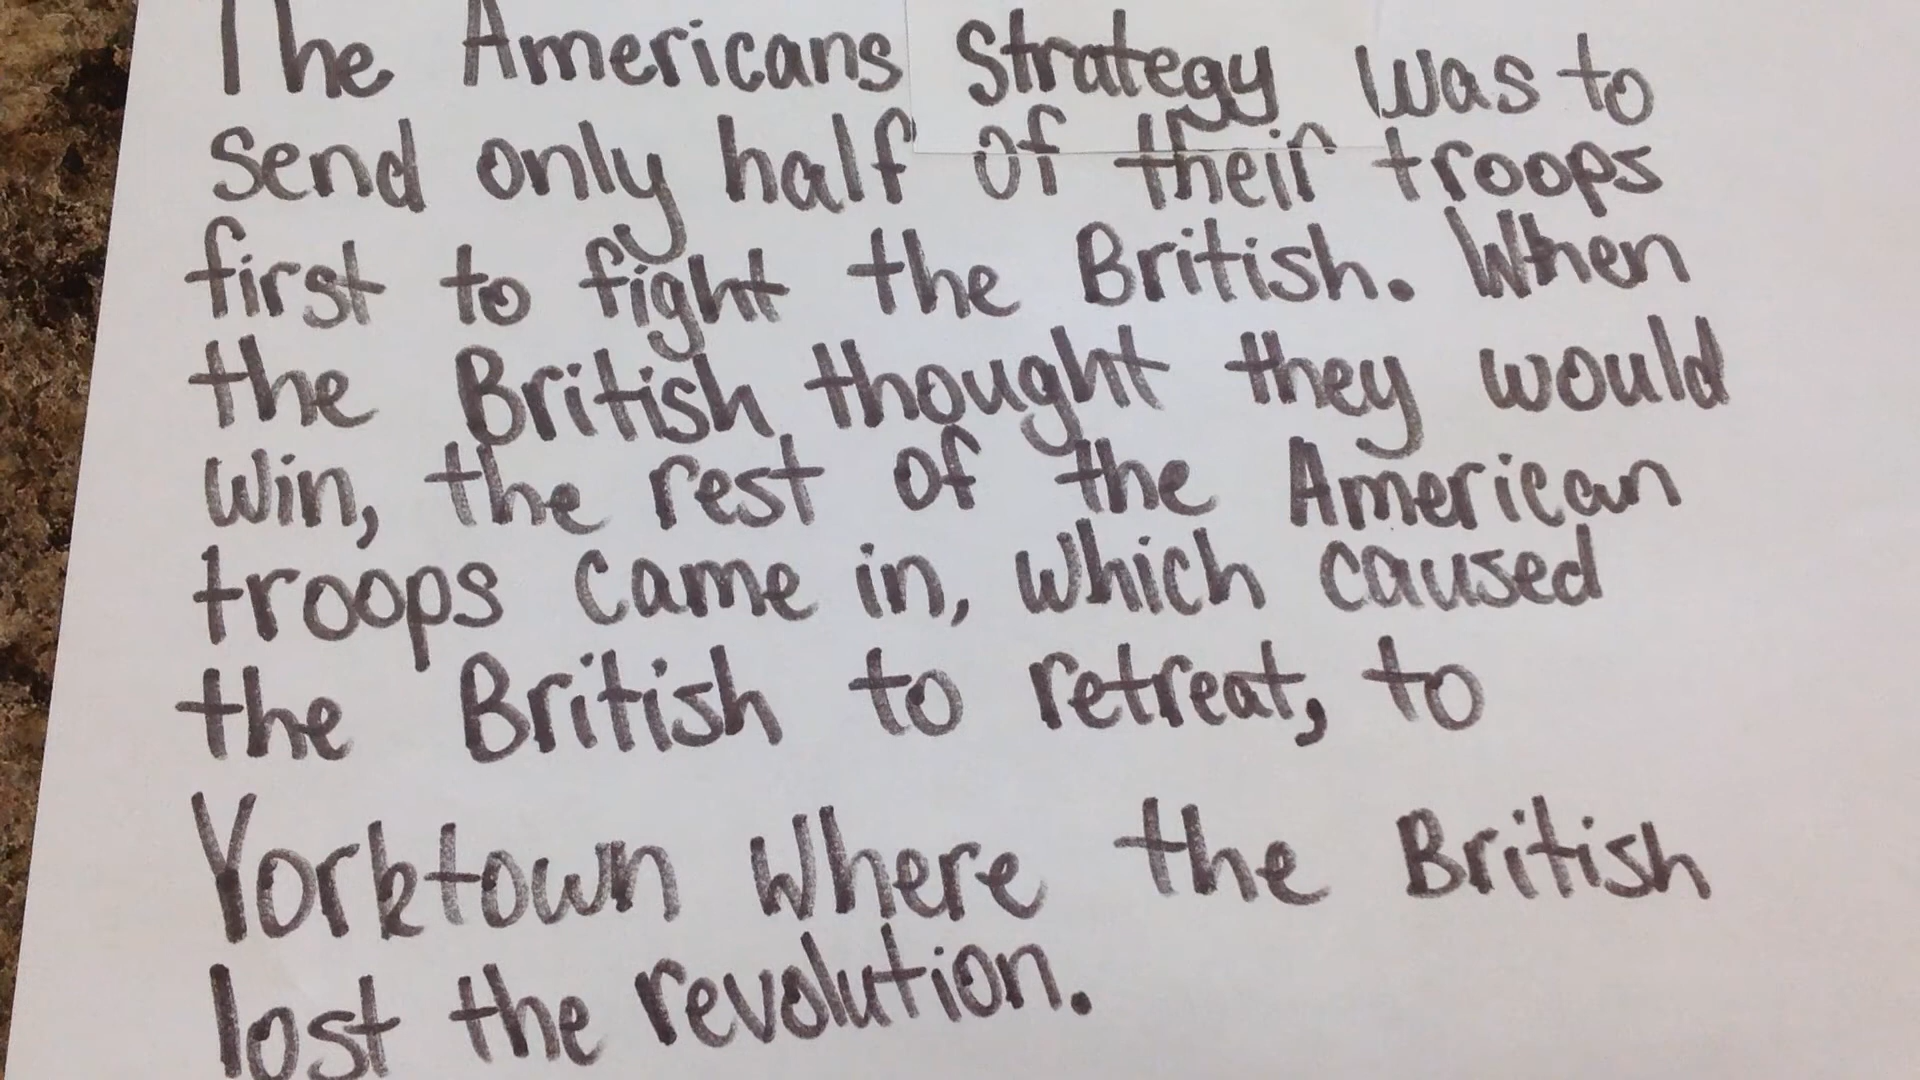 The Americans Strategy was to
send only half of their troops
first to fight the British. When
the British thought they would
win, the rest of the American
troops came in, which caused
the British to retreat, to
Yorktown where the British
lost the revolution.